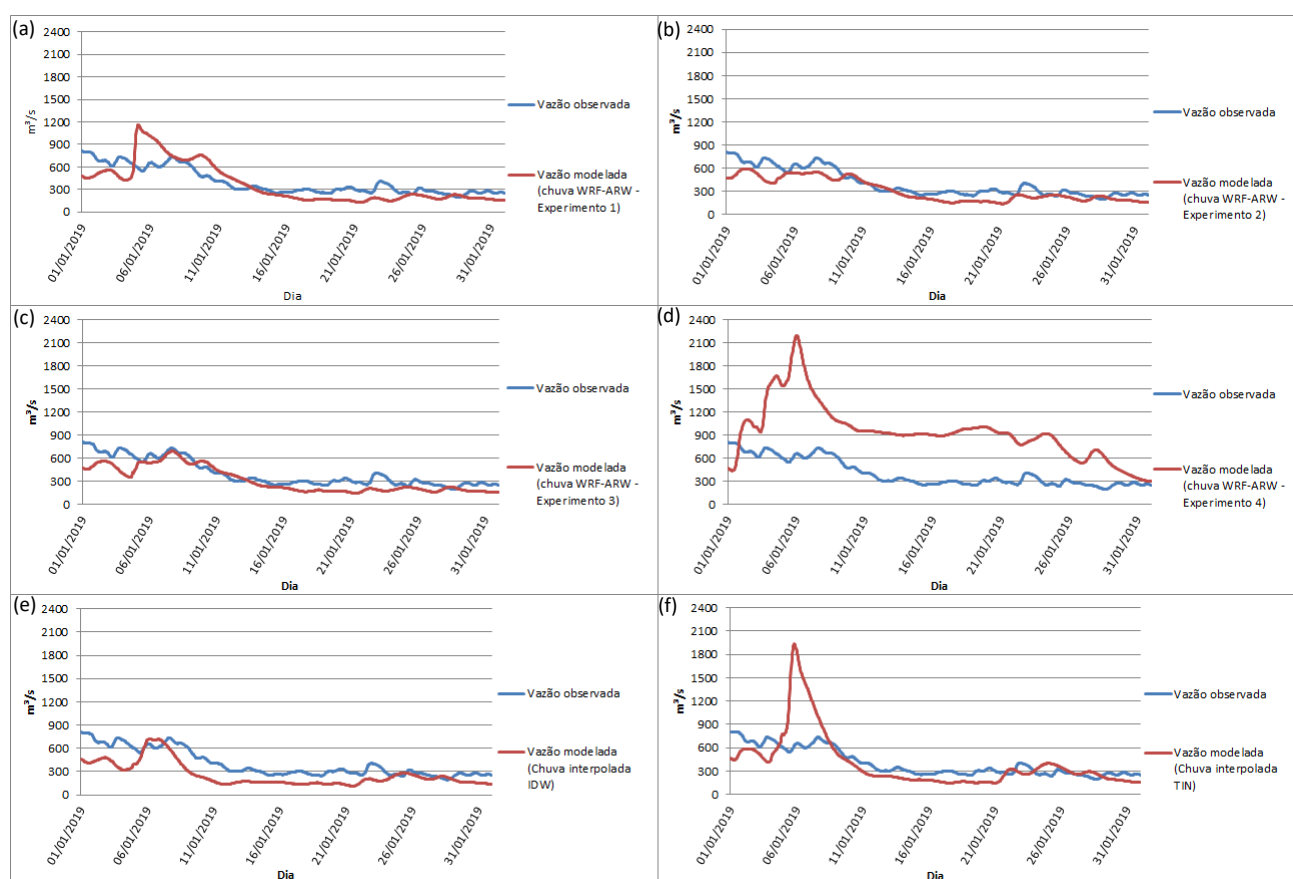 (a)
2400
2100
1800
1500
1200
900
600
300
0
m³/s
01/01/2019
06/01/2019
11/01/2019
16/01/2019
21/01/2019
26/01/2019
31/01/2019
Dia
Vazão observada
Vazão modelada
(chuva WRF-ARW -
Experimento 1)
(b)
2400
2100
1800
1500
1200
900
600
300
0
m³/s
01/01/2019
06/01/2019
11/01/2019
16/01/2019
21/01/2019
26/01/2019
31/01/2019
Dia
Vazão observada
Vazão modelada
(chuva WRF-ARW -
Experimento 2)
(c)
2400
2100
1800
1500
1200
900
600
300
0
m³/s
01/01/2019
06/01/2019
11/01/2019
16/01/2019
21/01/2019
26/01/2019
31/01/2019
Dia
Vazão observada
Vazão modelada
(chuva WRF-ARW -
Experimento 3)
(d)
2400
2100
1800
1500
1200
900
600
300
0
m³/s
01/01/2019
06/01/2019
11/01/2019
16/01/2019
21/01/2019
26/01/2019
31/01/2019
Dia
Vazão observada
Vazão modelada
(chuva WRF-ARW -
Experimento 4)
(e)
2400
2100
1800
1500
1200
900
600
300
0
m³/s
01/01/2019
06/01/2019
11/01/2019
16/01/2019
21/01/2019
26/01/2019
31/01/2019
Dia
Vazão observada
Vazão modelada
(Chuva interpolada
IDW)
(f)
2400
2100
1800
1500
1200
900
600
300
0
m³/s
01/01/2019
06/01/2019
11/01/2019
16/01/2019
21/01/2019
26/01/2019
31/01/2019
Dia
Vazão observada
Vazão modelada
(Chuva interpolada
TIN)